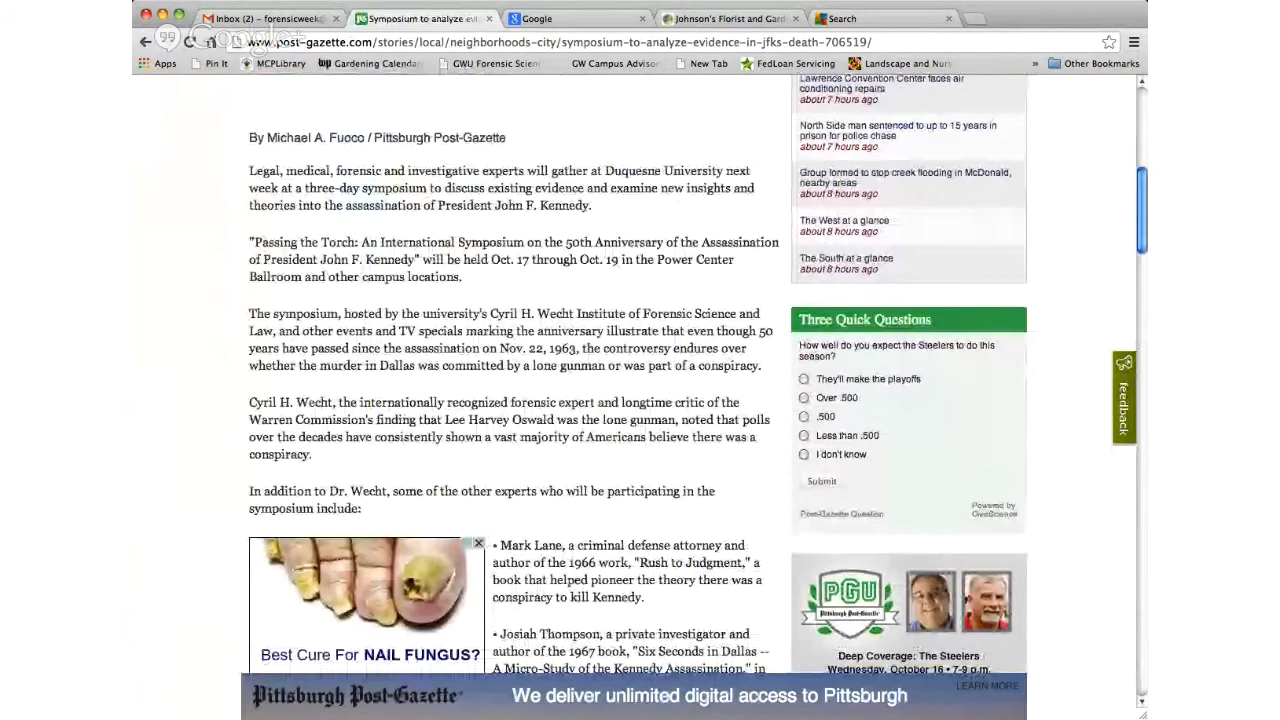 Inbox (2) – forensicweek
Symposium to analyze evi
Google
Johnson's Florist and Gard
Search
Google+
www.post-gazette.com/stories/local/neighborhoods-city/symposium-to-analyze-evidence-in-jfks-death-706519/
Apps
Pin It
MCPLibrary
Gardening Calenda
GWU Forensic Scien
GW Campus Advisor
New Tab
FedLoan Servicing
Landscape and Nurs
»
Other Bookmarks
By Michael A. Fuoco / Pittsburgh Post-Gazette
Legal, medical, forensic and investigative experts will gather at Duquesne University next
week at a three-day symposium to discuss existing evidence and examine new insights and
theories into the assassination of President John F. Kennedy.
"Passing the Torch: An International Symposium on the 50th Anniversary of the Assassination
of President John F. Kennedy" will be held Oct. 17 through Oct. 19 in the Power Center
Ballroom and other campus locations.
The symposium, hosted by the university's Cyril H. Wecht Institute of Forensic Science and
Law, and other events and TV specials marking the anniversary illustrate that even though 50
years have passed since the assassination on Nov. 22, 1963, the controversy endures over
whether the murder in Dallas was committed by a lone gunman or was part of a conspiracy.
Cyril H. Wecht, the internationally recognized forensic expert and longtime critic of the
Warren Commission's finding that Lee Harvey Oswald was the lone gunman, noted that polls
over the decades have consistently shown a vast majority of Americans believe there was a
conspiracy.
In addition to Dr. Wecht, some of the other experts who will be participating in the
symposium include:
• Mark Lane, a criminal defense attorney and
author of the 1966 work, "Rush to Judgment," a
book that helped pioneer the theory there was a
conspiracy to kill Kennedy.
• Josiah Thompson, a private investigator and
author of the 1967 book, "Six Seconds in Dallas --
A Micro-Study of the Kennedy Assassination," in
Best Cure For NAIL FUNGUS?
Lawrence Convention Center faces air
conditioning repairs
about 7 hours ago
North Side man sentenced to up to 15 years in
prison for police chase
about 7 hours ago
Group formed to stop creek flooding in McDonald,
nearby areas
about 8 hours ago
The West at a glance
about 8 hours ago
The South at a glance
about 8 hours ago
Three Quick Questions
How well do you expect the Steelers to do this
season?
They'll make the playoffs
Over .500
.500
Less than .500
I don't know
Submit
Post-Gazette Question
Powered by
CivicScience
feedback
PGU
Pittsburgh Post-Gazette
Deep Coverage: The Steelers
Wednesday, October 16 • 7-9 p.m.
LEARN MORE
Pittsburgh Post-Gazette
We deliver unlimited digital access to Pittsburgh